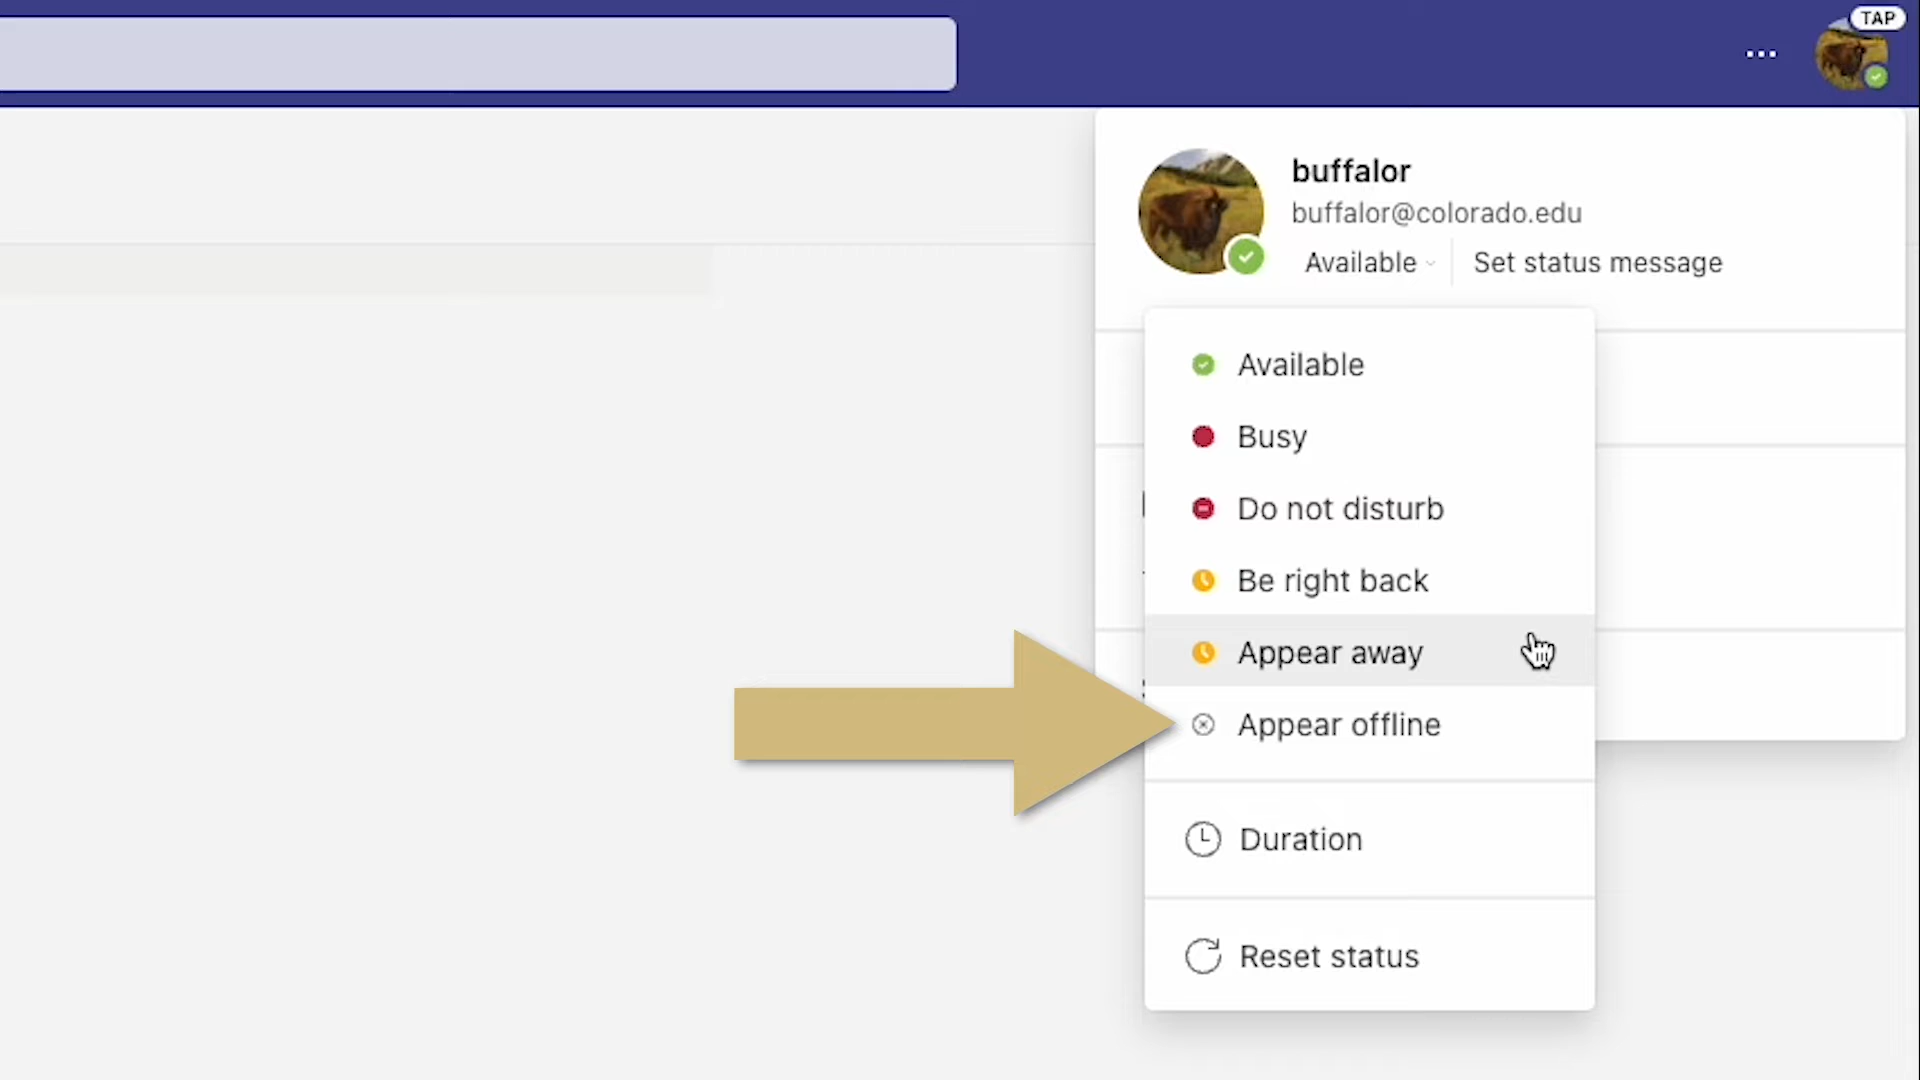 TAP
buffalor
buffalor@colorado.edu
Available
Set status message
Available
Busy
Do not disturb
Be right back
Appear away
Appear offline
Duration
Reset status